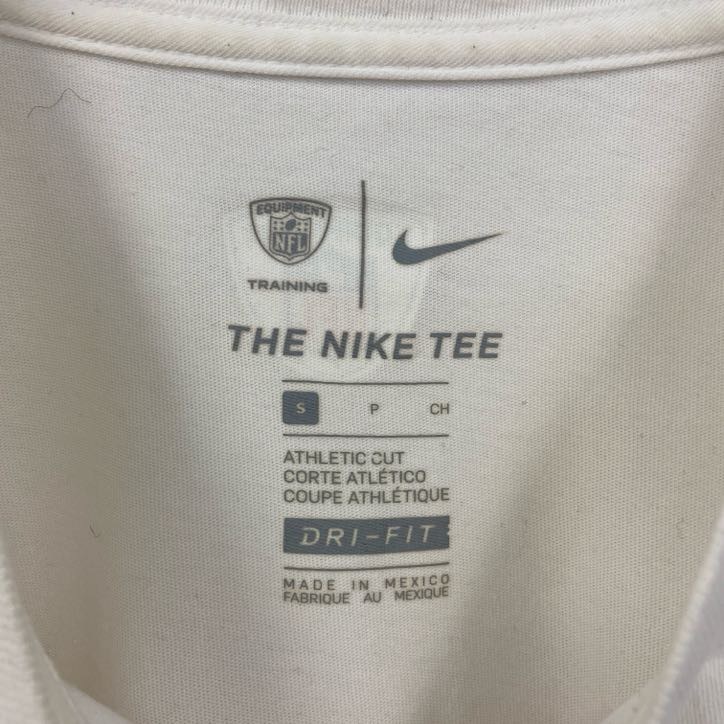 EQUIPMENT
NFL
TRAINING
THE NIKE TEE
S P CH
ATHLETIC CUT
CORTE ATLÉTICO
COUPE ATHLÉTIQUE
DRI-FIT
MADE IN MEXICO
FABRIQUE AU MEXIQUE